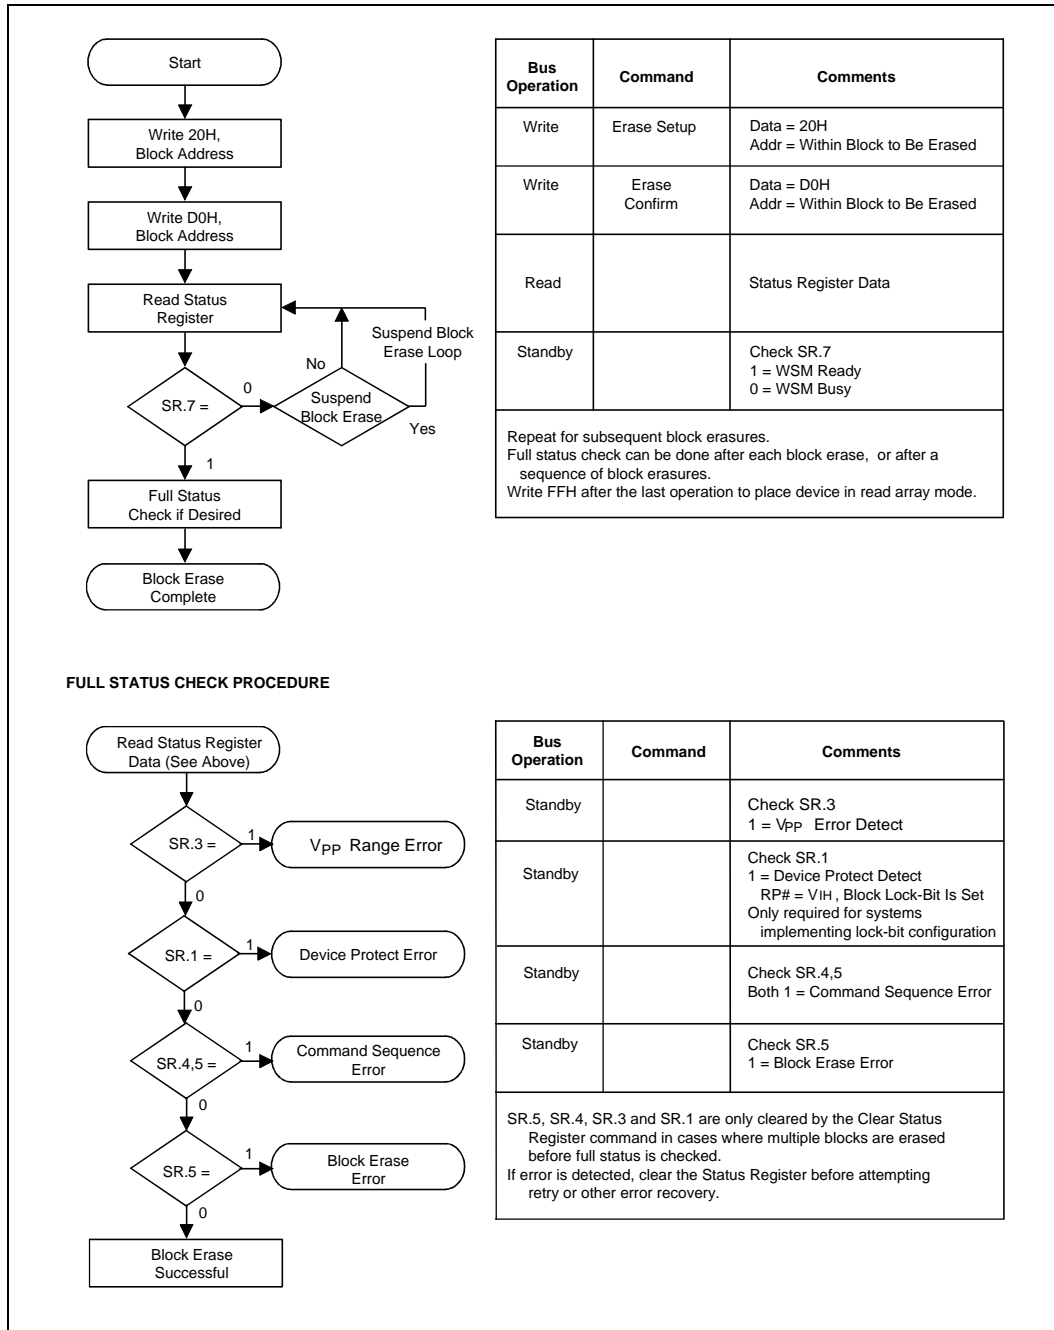 Start
Write 20H,
Block Address
Write D0H,
Block Address
Read Status
Register
Suspend Block
Erase Loop
No
SR.7 =
0
Suspend
Block Erase
Yes
1
Full Status
Check if Desired
Block Erase
Complete
Bus
Operation
Command
Comments
Write
Erase Setup
Data = 20H
Addr = Within Block to Be Erased
Write
Erase
Confirm
Data = D0H
Addr = Within Block to Be Erased
Read
Status Register Data
Standby
Check SR.7
1 = WSM Ready
0 = WSM Busy
Repeat for subsequent block erasures.
Full status check can be done after each block erase, or after a
sequence of block erasures.
Write FFH after the last operation to place device in read array mode.
FULL STATUS CHECK PROCEDURE
Read Status Register
Data (See Above)
SR.3 =
1
VPP Range Error
0
SR.1 =
1
Device Protect Error
0
SR.4,5 =
1
Command Sequence
Error
0
SR.5 =
1
Block Erase
Error
0
Block Erase
Successful
Bus
Operation
Command
Comments
Standby
Check SR.3
1 = VPP Error Detect
Standby
Check SR.1
1 = Device Protect Detect
RP# = VIH, Block Lock-Bit Is Set
Only required for systems
implementing lock-bit configuration
Standby
Check SR.4,5
Both 1 = Command Sequence Error
Standby
Check SR.5
1 = Block Erase Error
SR.5, SR.4, SR.3 and SR.1 are only cleared by the Clear Status
Register command in cases where multiple blocks are erased
before full status is checked.
If error is detected, clear the Status Register before attempting
retry or other error recovery.